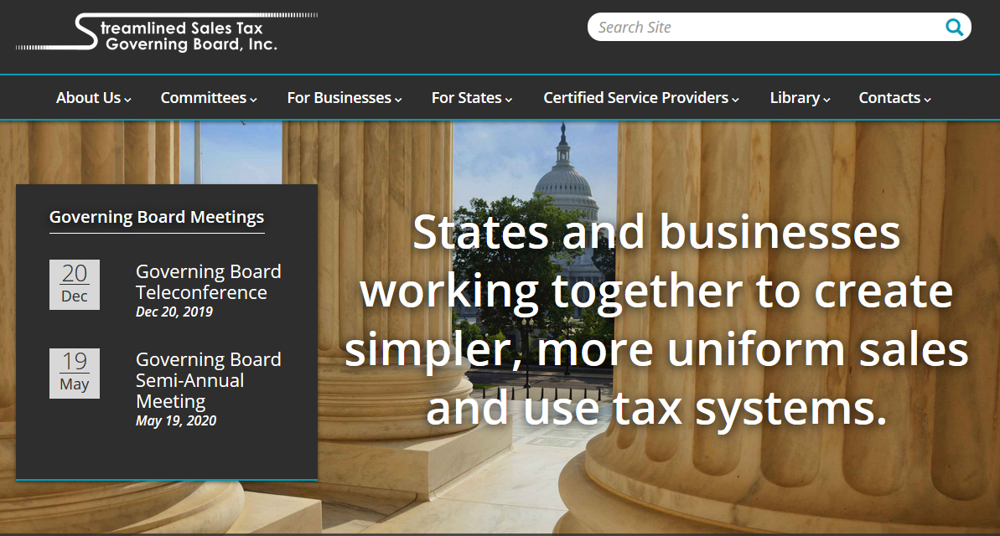 Streamlined Sales Tax
Governing Board, Inc.
Search Site
About Us
Committees
For Businesses
For States
Certified Service Providers
Library
Contacts
Governing Board Meetings
20
Dec
Governing Board
Teleconference
Dec 20, 2019
19
May
Governing Board
Semi-Annual
Meeting
May 19, 2020
States and businesses
working together to create
simpler, more uniform sales
and use tax systems.